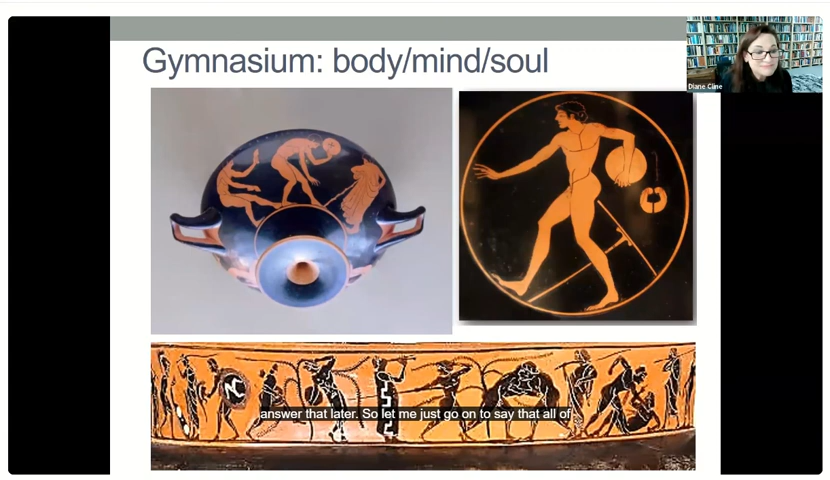 Gymnasium: body/mind/soul
Diane Cline
answer that later. So let me just go on to say that all of